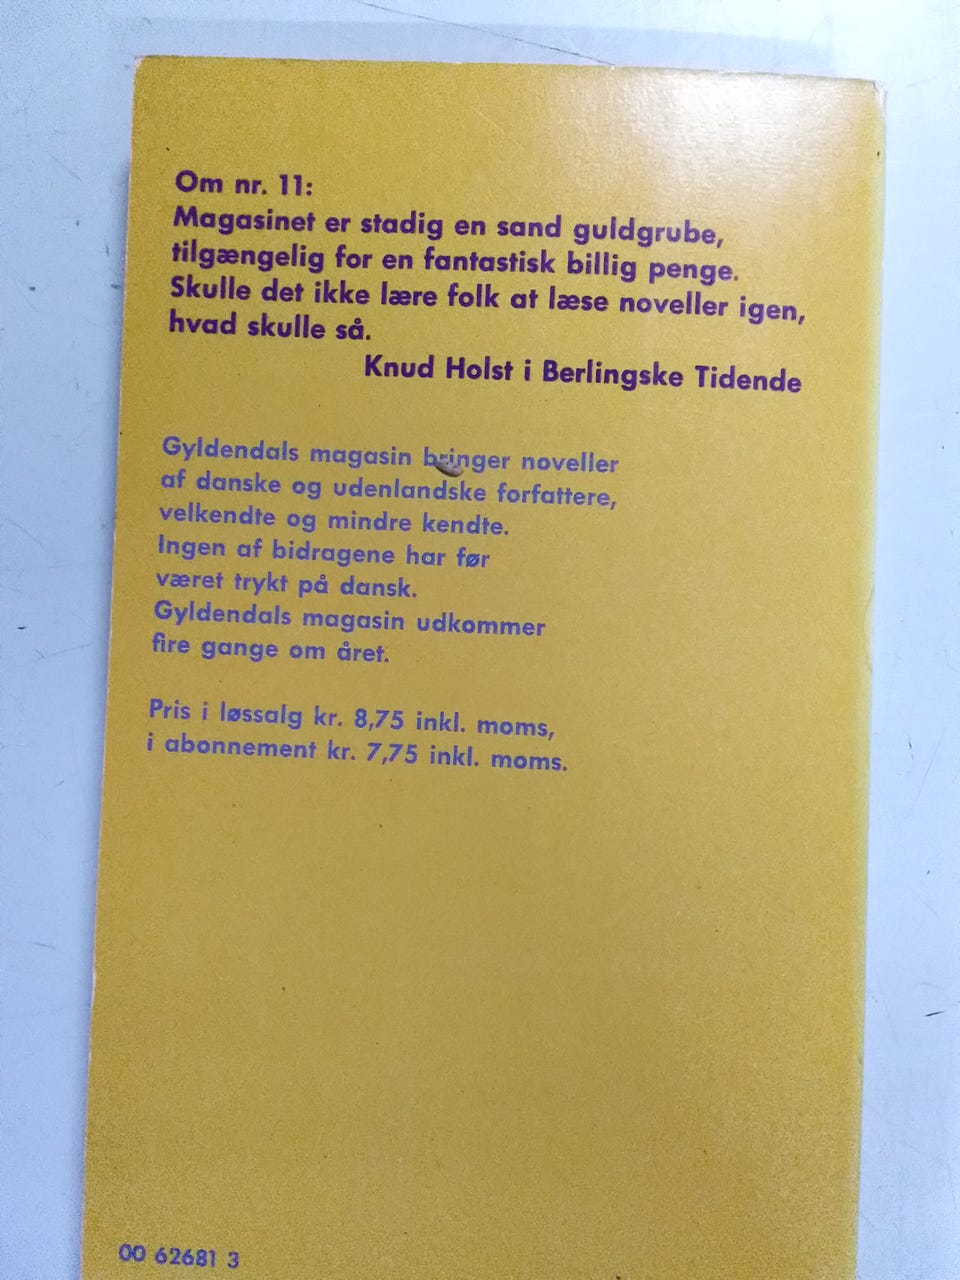 Om nr. 11:
Magasinet er stadig en sand guldgrube,
tilgængelig for en fantastisk billig penge.
Skulle det ikke lære folk at læse noveller igen,
hvad skulle så.
Knud Holst i Berlingske Tidende
Gyldendals magasin bringer noveller
af danske og udenlandske forfattere,
velkendte og mindre kendte.
Ingen af bidragene har før
været trykt på dansk.
Gyldendals magasin udkommer
fire gange om året.
Pris i løssalg kr. 8,75 inkl. moms,
i abonnement kr. 7,75 inkl. moms.
00 62681 3